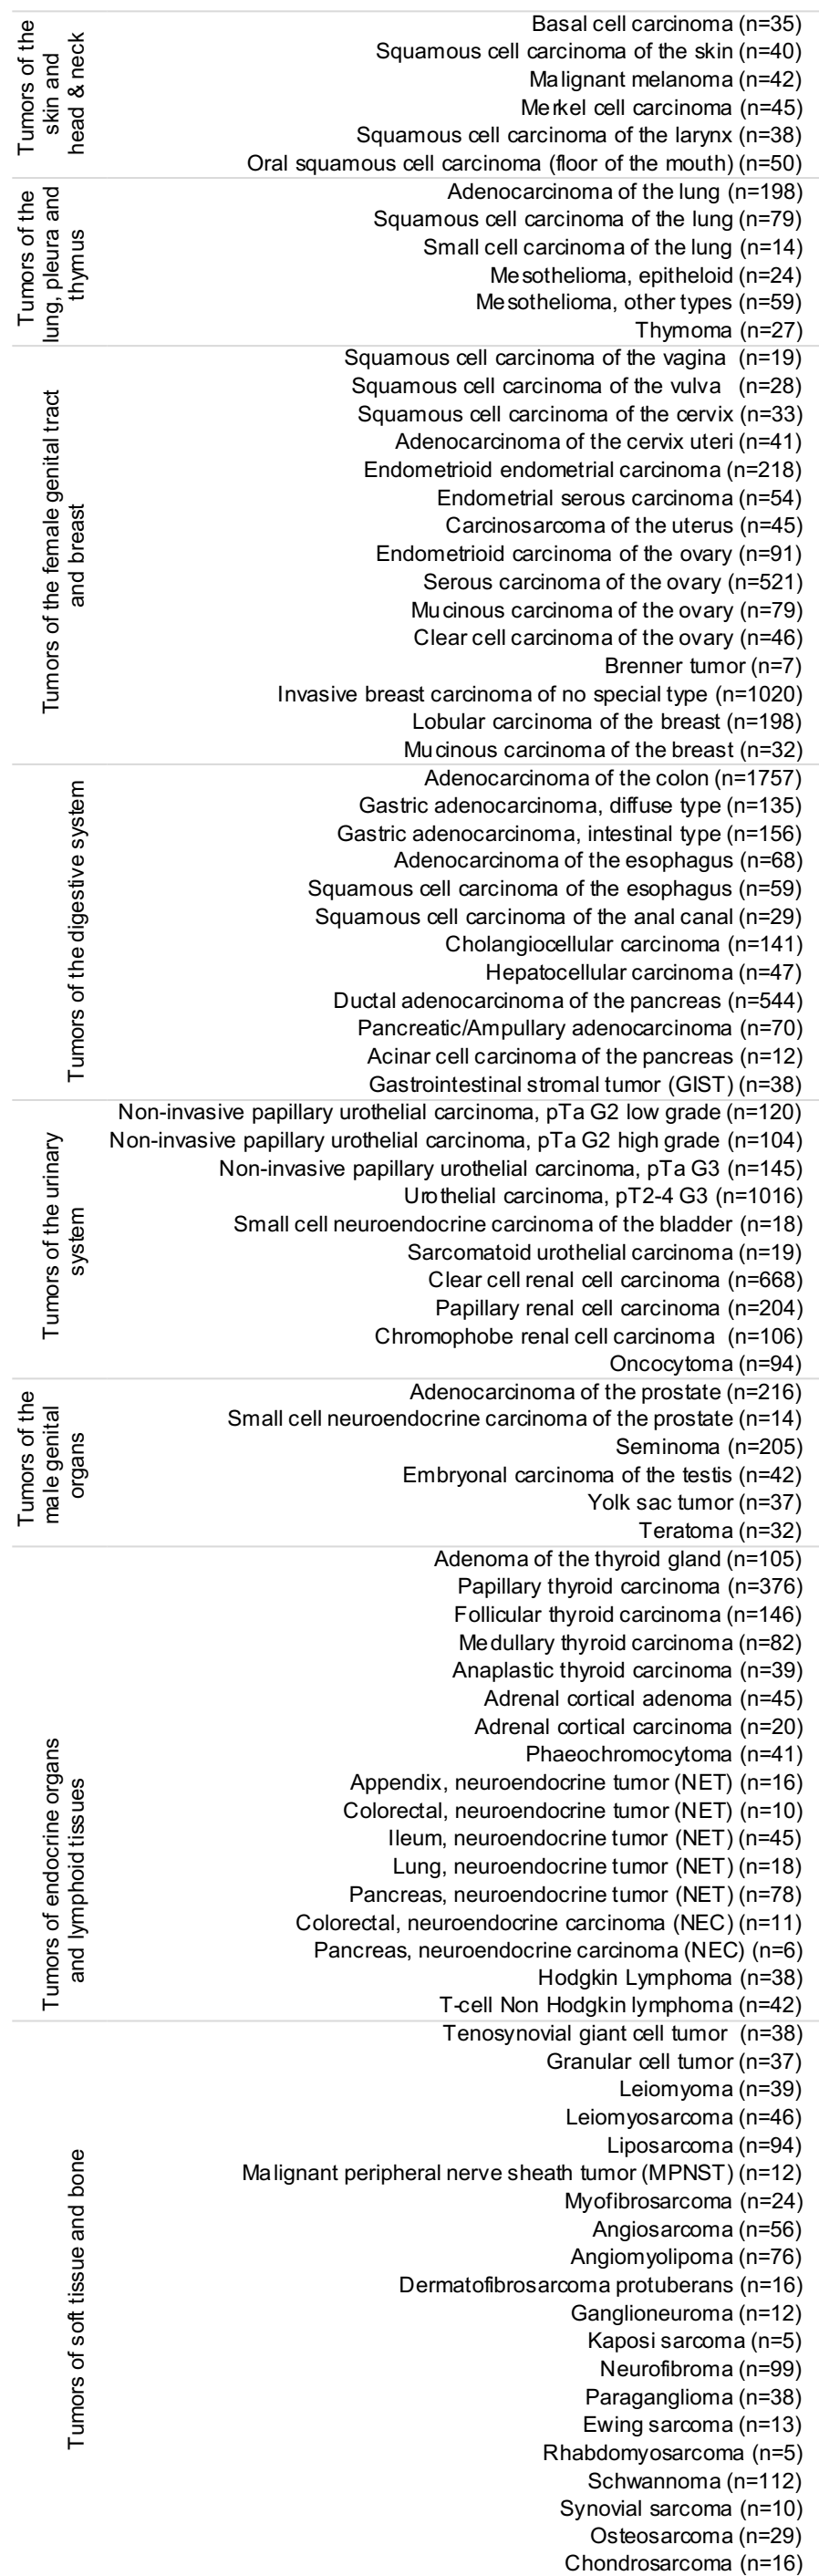 Tumors of the
skin and
head & neck
Basal cell carcinoma (n=35)
Squamous cell carcinoma of the skin (n=40)
Malignant melanoma (n=42)
Merkel cell carcinoma (n=45)
Squamous cell carcinoma of the larynx (n=38)
Oral squamous cell carcinoma (floor of the mouth) (n=50)
Tumors of the
lung, pleura and
thymus
Adenocarcinoma of the lung (n=198)
Squamous cell carcinoma of the lung (n=79)
Small cell carcinoma of the lung (n=14)
Mesothelioma, epitheloid (n=24)
Mesothelioma, other types (n=59)
Thymoma (n=27)
Tumors of the female genital tract
and breast
Squamous cell carcinoma of the vagina (n=19)
Squamous cell carcinoma of the vulva (n=28)
Squamous cell carcinoma of the cervix (n=33)
Adenocarcinoma of the cervix uteri (n=41)
Endometrioid endometrial carcinoma (n=218)
Endometrial serous carcinoma (n=54)
Carcinosarcoma of the uterus (n=45)
Endometrioid carcinoma of the ovary (n=91)
Serous carcinoma of the ovary (n=521)
Mucinous carcinoma of the ovary (n=79)
Clear cell carcinoma of the ovary (n=46)
Brenner tumor (n=7)
Invasive breast carcinoma of no special type (n=1020)
Lobular carcinoma of the breast (n=198)
Mucinous carcinoma of the breast (n=32)
Tumors of the digestive system
Adenocarcinoma of the colon (n=1757)
Gastric adenocarcinoma, diffuse type (n=135)
Gastric adenocarcinoma, intestinal type (n=156)
Adenocarcinoma of the esophagus (n=68)
Squamous cell carcinoma of the esophagus (n=59)
Squamous cell carcinoma of the anal canal (n=29)
Cholangiocellular carcinoma (n=141)
Hepatocellular carcinoma (n=47)
Ductal adenocarcinoma of the pancreas (n=544)
Pancreatic/Ampullary adenocarcinoma (n=70)
Acinar cell carcinoma of the pancreas (n=12)
Gastrointestinal stromal tumor (GIST) (n=38)
Tumors of the urinary
system
Non-invasive papillary urothelial carcinoma, pTa G2 low grade (n=120)
Non-invasive papillary urothelial carcinoma, pTa G2 high grade (n=104)
Non-invasive papillary urothelial carcinoma, pTa G3 (n=145)
Urothelial carcinoma, pT2-4 G3 (n=1016)
Small cell neuroendocrine carcinoma of the bladder (n=18)
Sarcomatoid urothelial carcinoma (n=19)
Clear cell renal cell carcinoma (n=668)
Papillary renal cell carcinoma (n=204)
Chromophobe renal cell carcinoma (n=106)
Oncocytoma (n=94)
Tumors of the
male genital
organs
Adenocarcinoma of the prostate (n=216)
Small cell neuroendocrine carcinoma of the prostate (n=14)
Seminoma (n=205)
Embryonal carcinoma of the testis (n=42)
Yolk sac tumor (n=37)
Teratoma (n=32)
Tumors of endocrine organs
and lymphoid tissues
Adenoma of the thyroid gland (n=105)
Papillary thyroid carcinoma (n=376)
Follicular thyroid carcinoma (n=146)
Medullary thyroid carcinoma (n=82)
Anaplastic thyroid carcinoma (n=39)
Adrenal cortical adenoma (n=45)
Adrenal cortical carcinoma (n=20)
Phaeochromocytoma (n=41)
Appendix, neuroendocrine tumor (NET) (n=16)
Colorectal, neuroendocrine tumor (NET) (n=10)
Ileum, neuroendocrine tumor (NET) (n=45)
Lung, neuroendocrine tumor (NET) (n=18)
Pancreas, neuroendocrine tumor (NET) (n=78)
Colorectal, neuroendocrine carcinoma (NEC) (n=11)
Pancreas, neuroendocrine carcinoma (NEC) (n=6)
Hodgkin Lymphoma (n=38)
T-cell Non Hodgkin lymphoma (n=42)
Tumors of soft tissue and bone
Tenosynovial giant cell tumor (n=38)
Granular cell tumor (n=37)
Leiomyoma (n=39)
Leiomyosarcoma (n=46)
Liposarcoma (n=94)
Malignant peripheral nerve sheath tumor (MPNST) (n=12)
Myofibrosarcoma (n=24)
Angiosarcoma (n=56)
Angiomyolipoma (n=76)
Dermatofibrosarcoma protuberans (n=16)
Ganglioneuroma (n=12)
Kaposi sarcoma (n=5)
Neurofibroma (n=99)
Paraganglioma (n=38)
Ewing sarcoma (n=13)
Rhabdomyosarcoma (n=5)
Schwannoma (n=112)
Synovial sarcoma (n=10)
Osteosarcoma (n=29)
Chondrosarcoma (n=16)